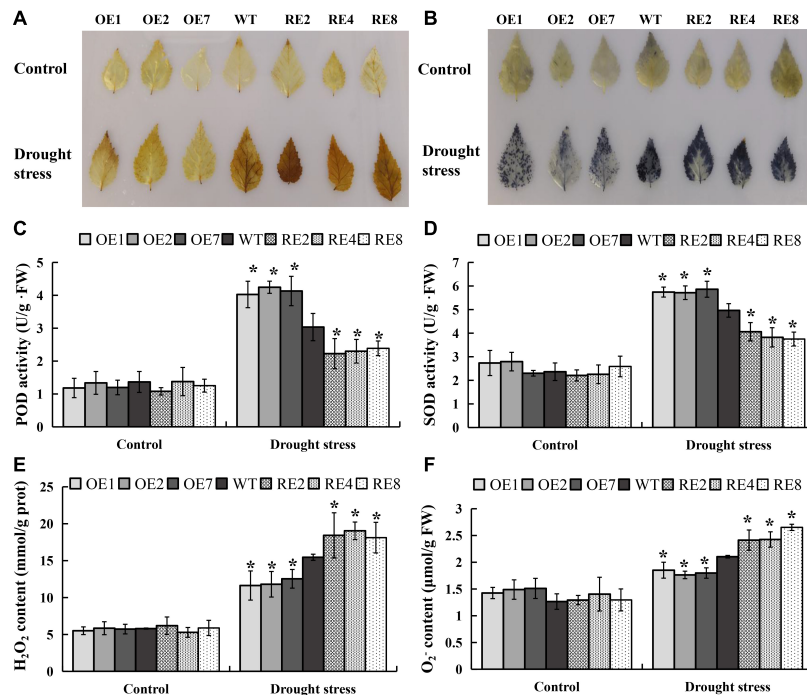 A
OE1 OE2 OE7 WT RE2 RE4 RE8
Control
Drought
stress
B
OE1 OE2 OE7 WT RE2 RE4 RE8
Control
Drought
stress
C
OE1 OE2 OE7 WT RE2 RE4 RE8
POD activity (U/g ·FW)
5
4
3
2
1
0
* * * * * *
Control Drought stress
D
OE1 OE2 OE7 WT RE2 RE4 RE8
SOD activity (U/g ·FW)
7
6
5
4
3
2
1
0
* * * * * *
Control Drought stress
E
OE1 OE2 OE7 WT RE2 RE4 RE8
H₂O₂ content (mmol/g prot)
25
20
15
10
5
0
* * * * * *
Control Drought stress
F
OE1 OE2 OE7 WT RE2 RE4 RE8
O₂⁻ content (μmol/g FW)
3
2.5
2
1.5
1
0.5
0
* * * * * *
Control Drought stress